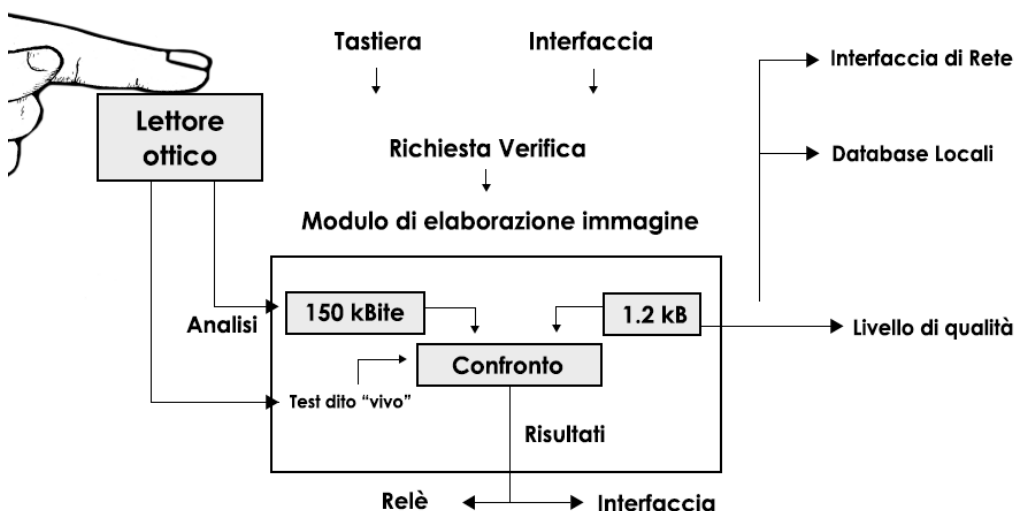 Tastiera
Interfaccia
Interfaccia di Rete
Lettore
ottico
Richiesta Verifica
Database Locali
Modulo di elaborazione immagine
150 kBite
1.2 kB
Analisi
Livello di qualità
Confronto
Test dito “vivo”
Risultati
Relè
Interfaccia